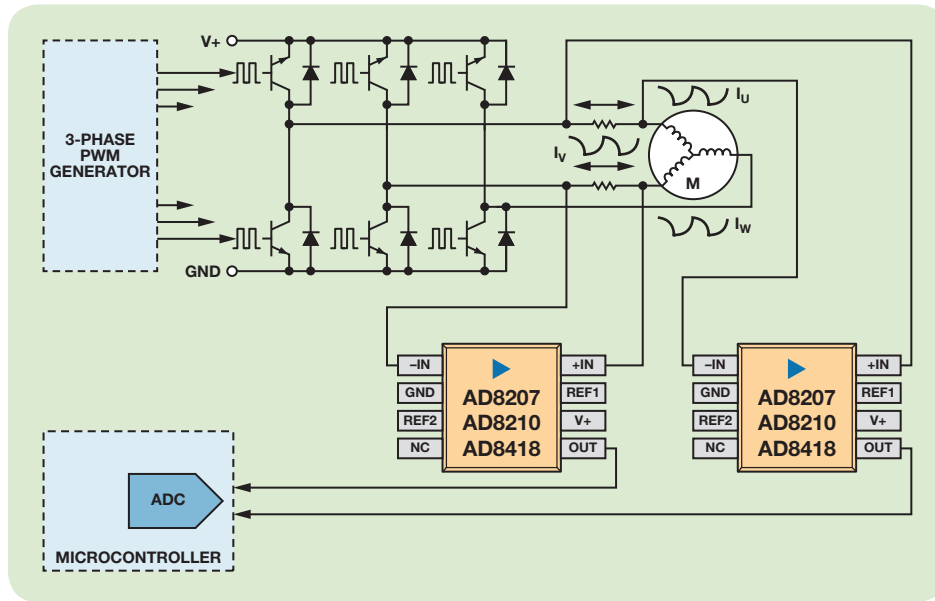 V+
3-PHASE
PWM
GENERATOR
GND
IU
IV
M
IW
–IN
GND
REF2
NC
AD8207
AD8210
AD8418
+IN
REF1
V+
OUT
–IN
GND
REF2
NC
AD8207
AD8210
AD8418
+IN
REF1
V+
OUT
ADC
MICROCONTROLLER